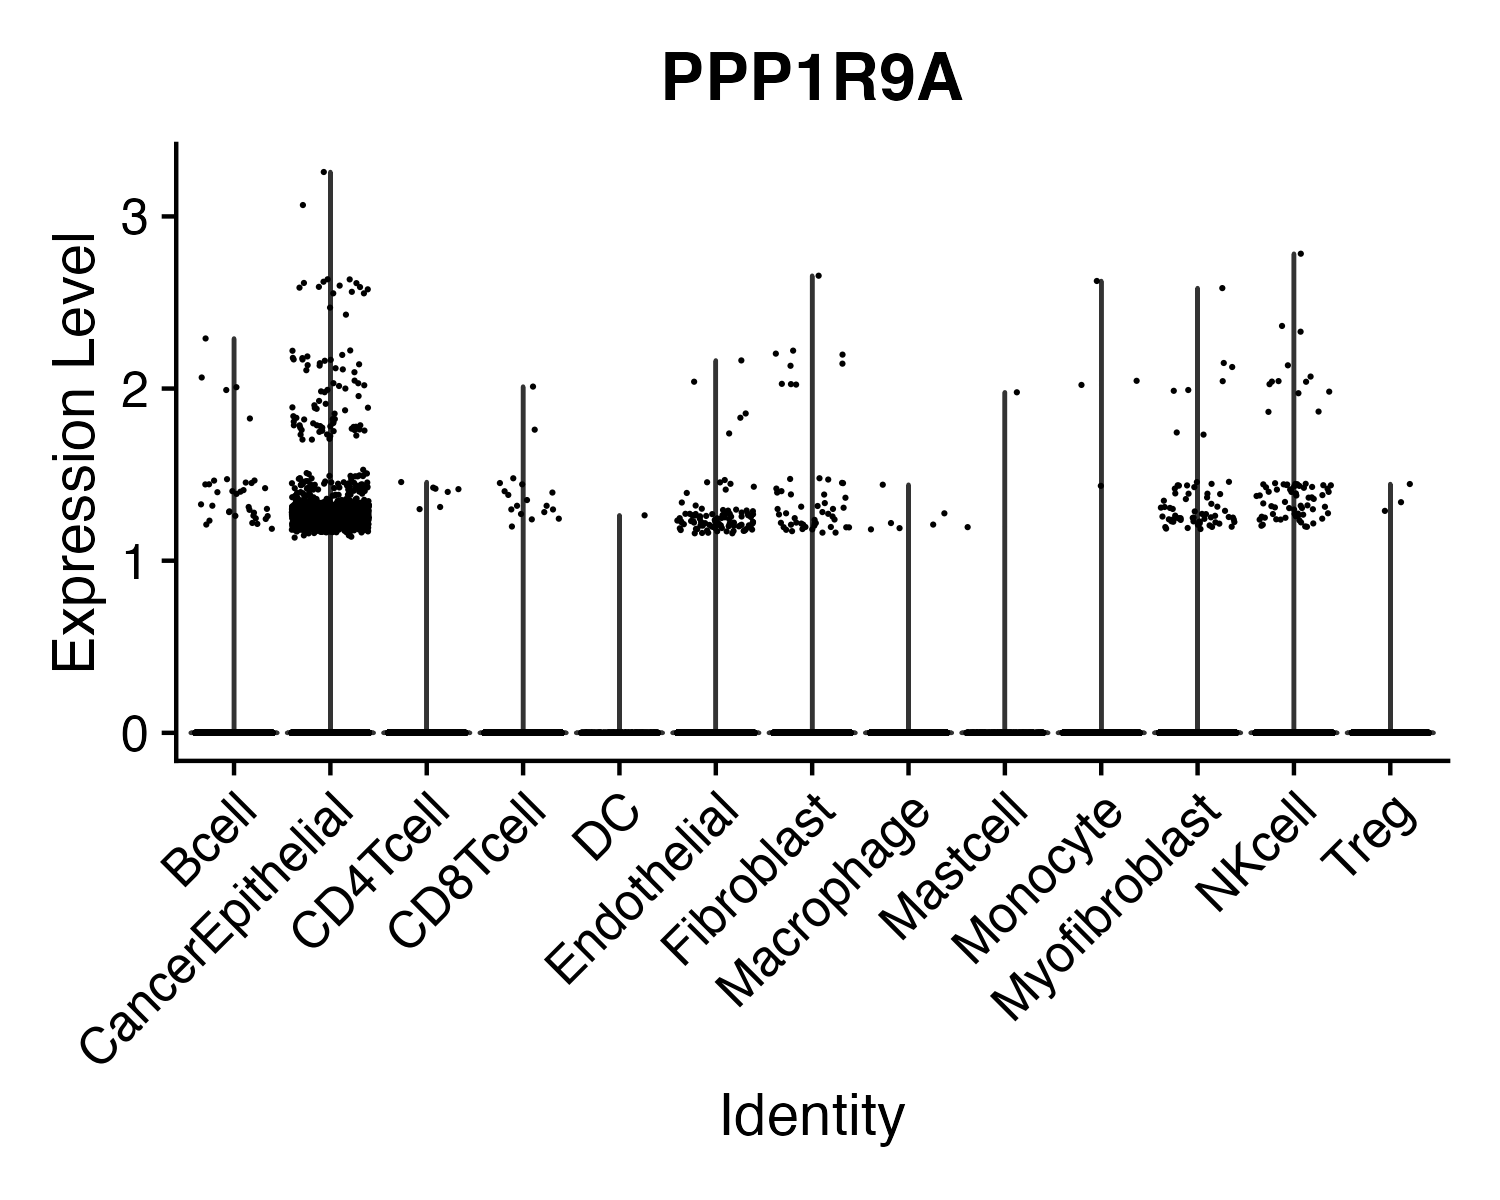 PPP1R9A
Expression Level
3
2
1
0
Bcell
CancerEpithelial
CD4Tcell
CD8Tcell
DC
Endothelial
Fibroblast
Macrophage
Mastcell
Monocyte
Myofibroblast
NKcell
Treg
Identity